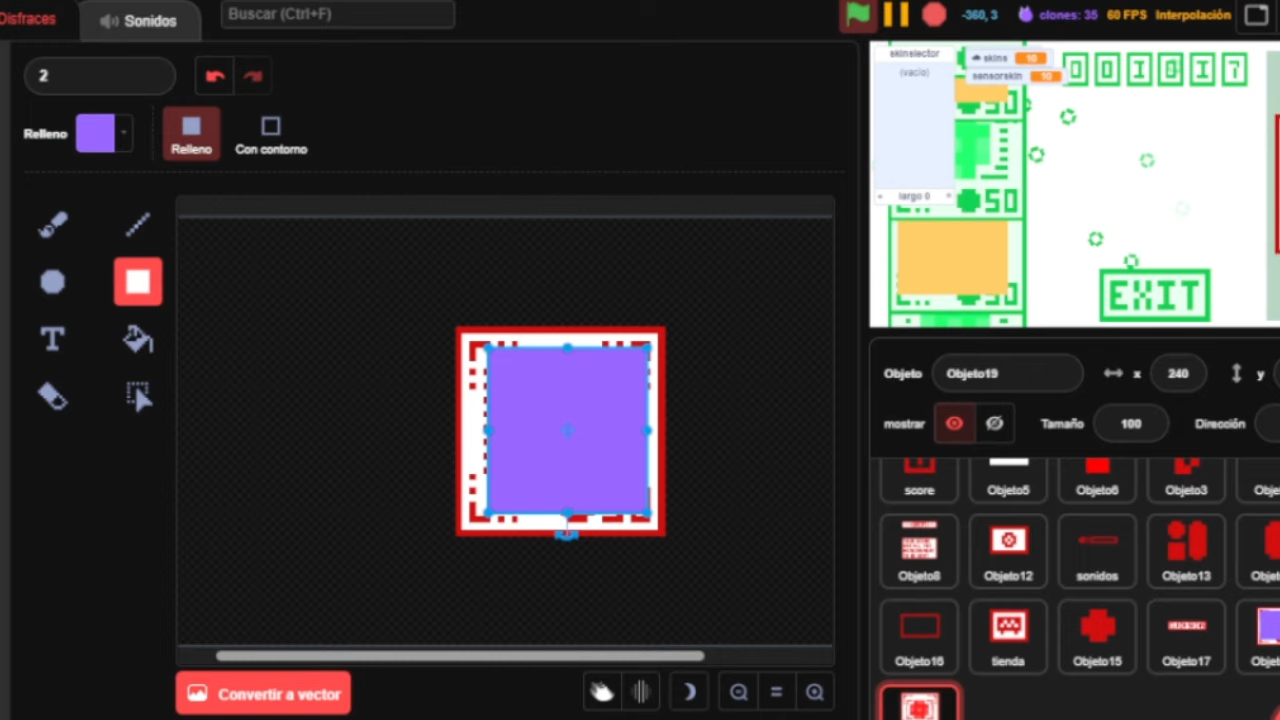 Disfraces
Sonidos
Buscar (Ctrl+F)
-360, 3
clones: 35
60 FPS
Interpolación
2
Relleno
Relleno
Con contorno
skinslector
(vacío)
largo 0
skins 10
sensorskin 10
50
50
EXIT
Objeto Objeto19 x 240 y
mostrar Tamaño 100 Dirección
score
Objeto5
Objeto6
Objeto3
Objeto8
Objeto12
sonidos
Objeto13
Objeto16
tienda
Objeto15
Objeto17
Convertir a vector